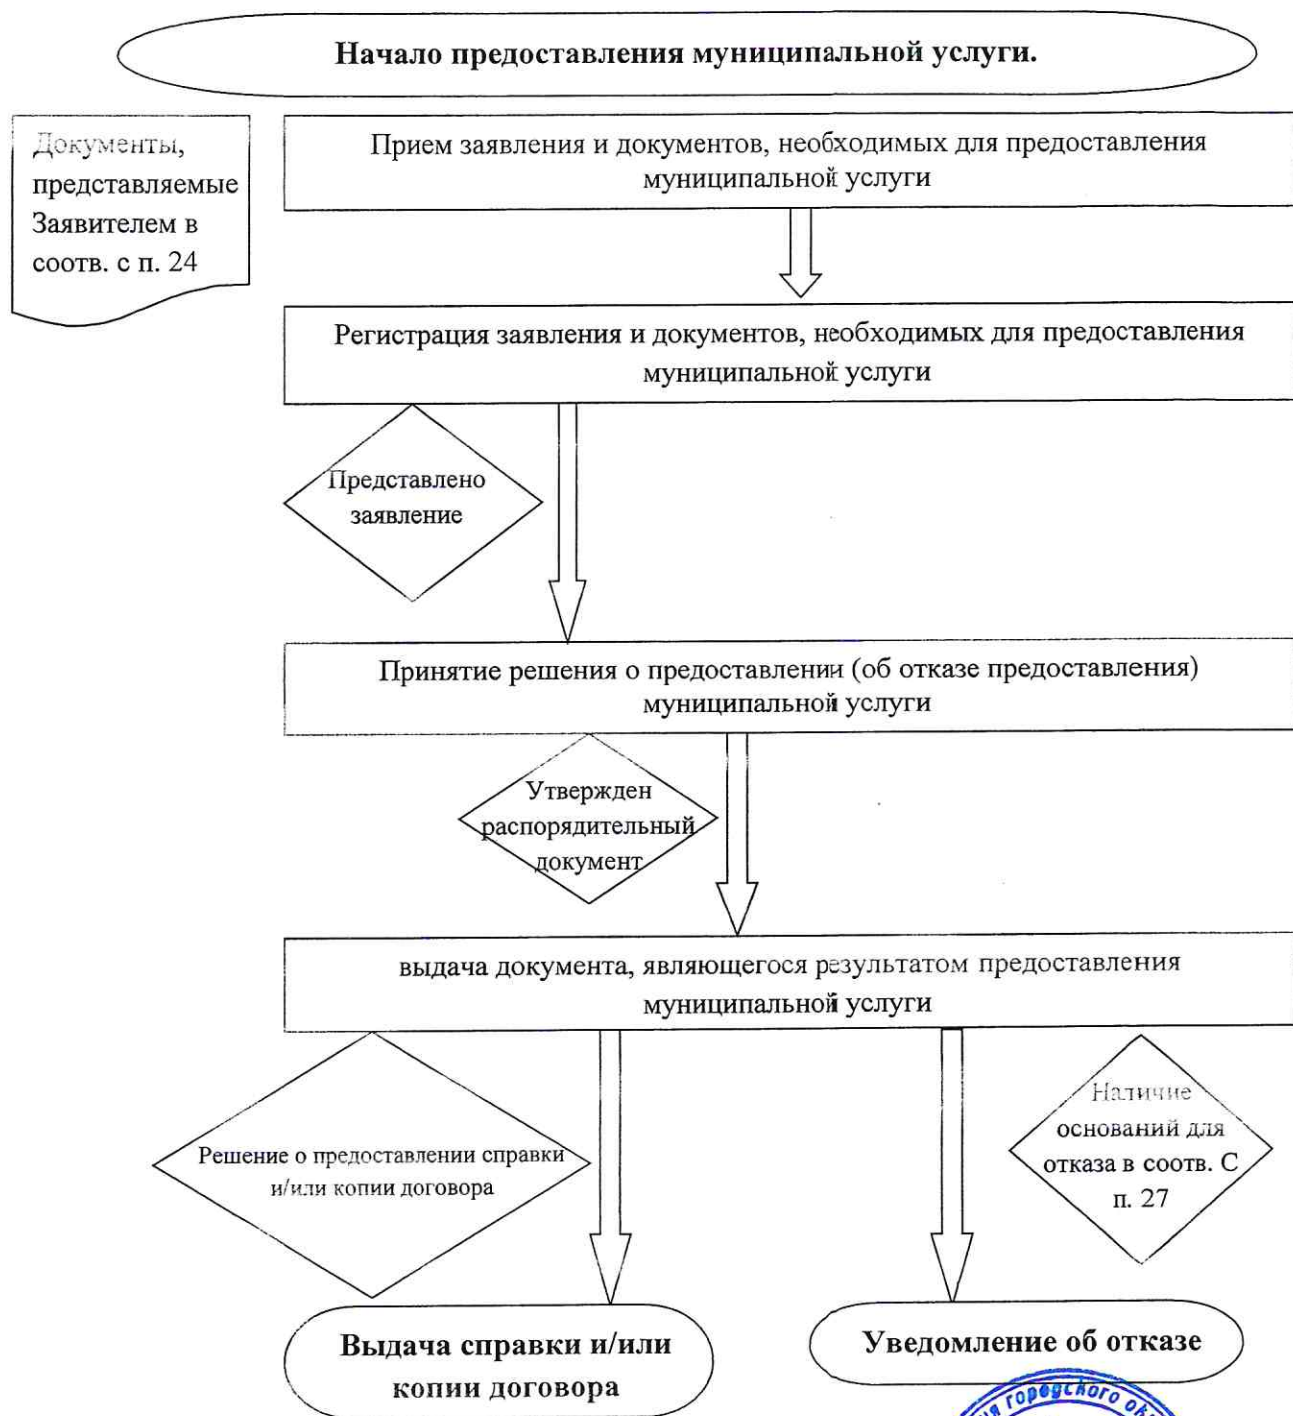 Начало предоставления муниципальной услуги.
Документы,
представляемые
Заявителем в
соотв. с п. 24
Прием заявления и документов, необходимых для предоставления
муниципальной услуги
Регистрация заявления и документов, необходимых для предоставления
муниципальной услуги
Представлено
заявление
Принятие решения о предоставлении (об отказе предоставления)
муниципальной услуги
Утвержден
распорядительный
документ
выдача документа, являющегося результатом предоставления
муниципальной услуги
Решение о предоставлении справки
и/или копии договора
Наличие
оснований для
отказа в соотв. С
п. 27
Выдача справки и/или
копии договора
Уведомление об отказе
городского